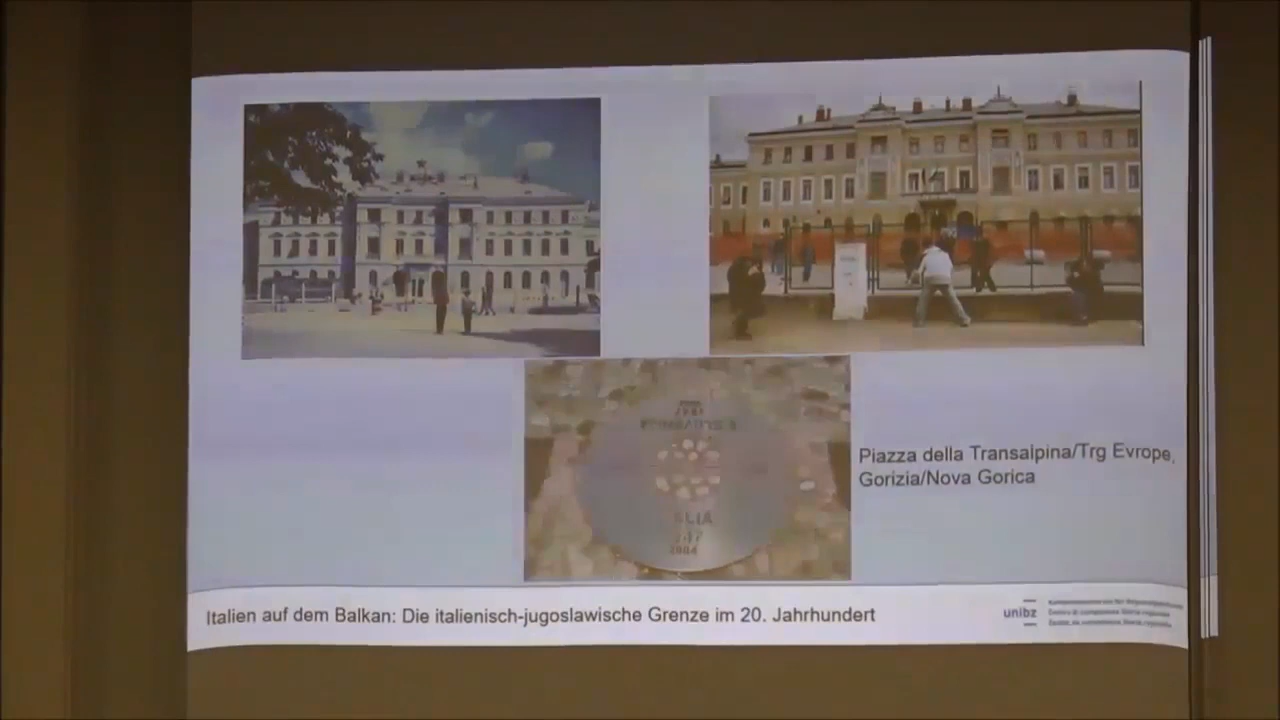 Piazza della Transalpina/Trg Evrope,
Gorizia/Nova Gorica
2004
Italien auf dem Balkan: Die italienisch-jugoslawische Grenze im 20. Jahrhundert
unibz